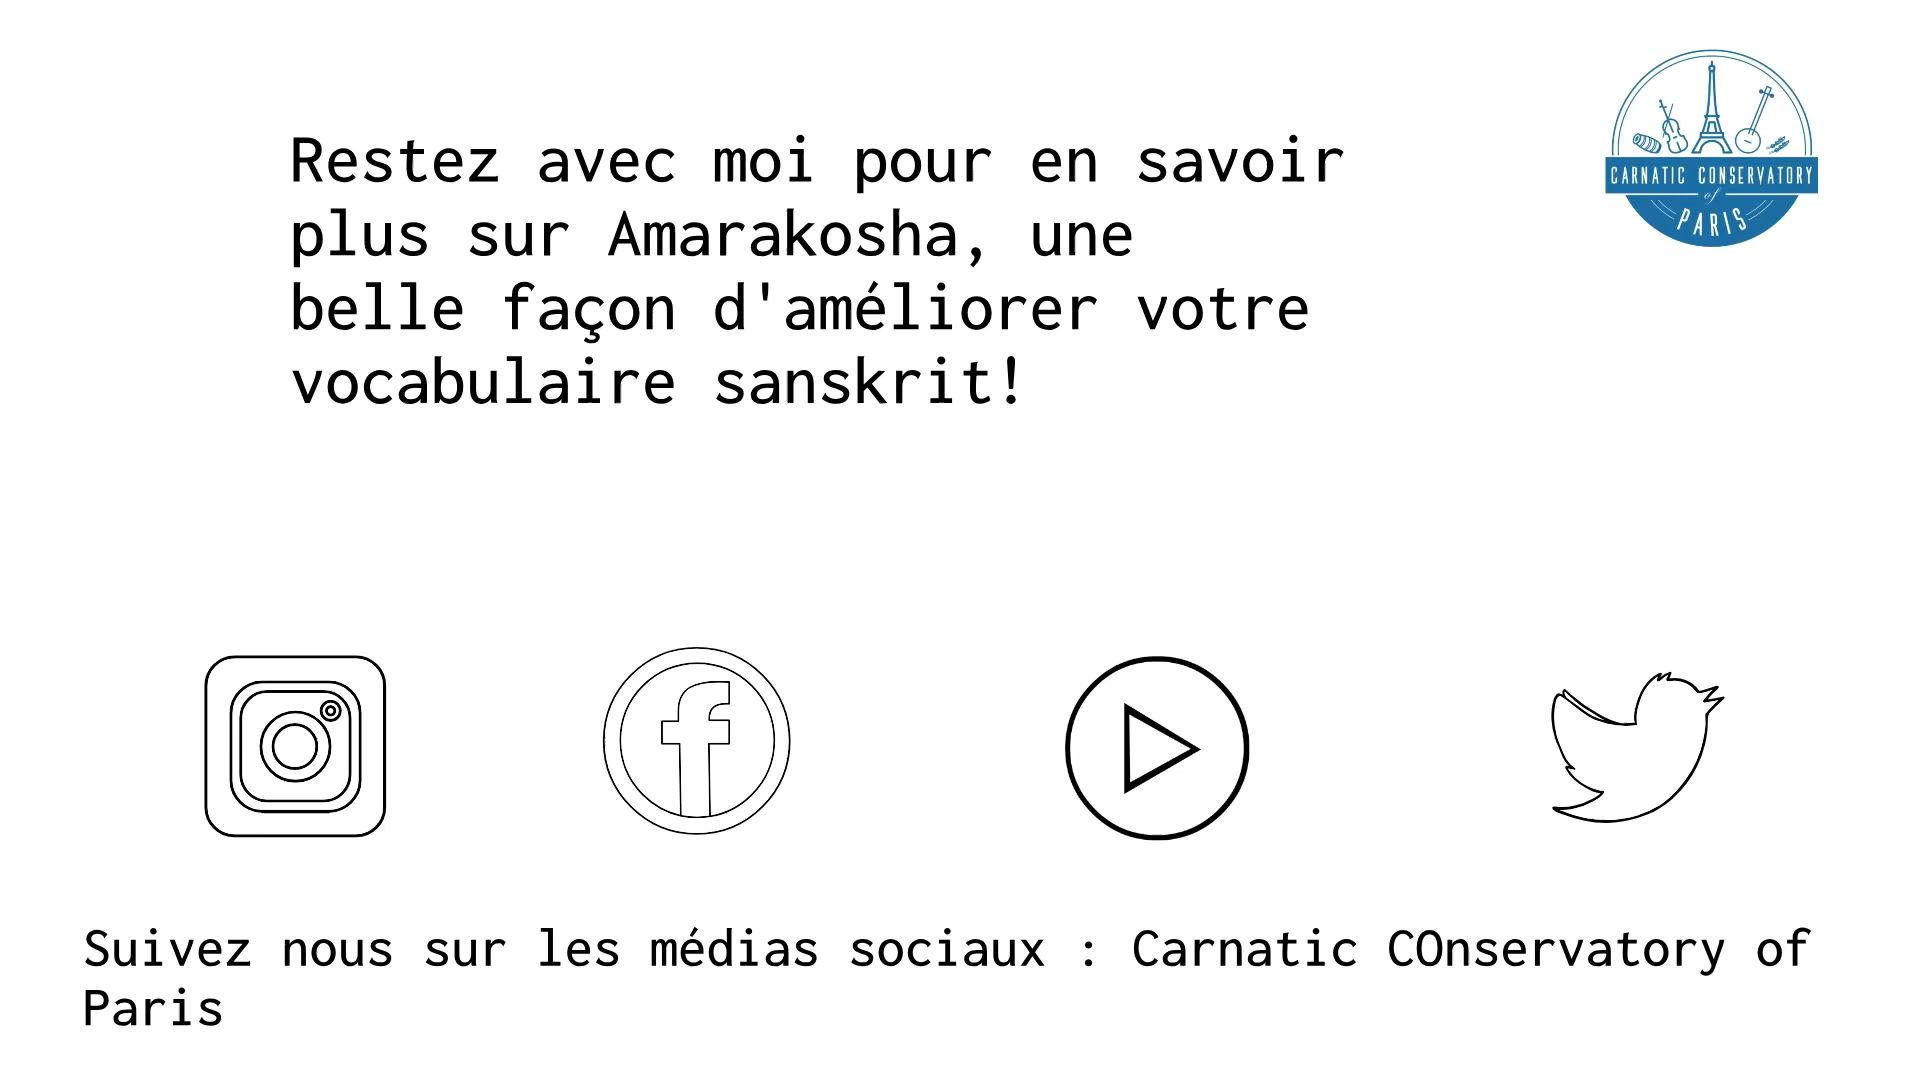 Restez avec moi pour en savoir
plus sur Amarakosha, une
belle façon d'améliorer votre
vocabulaire sanskrit!
CARNATIC CONSERVATORY
of
PARIS
Suivez nous sur les médias sociaux : Carnatic COnservatory of
Paris